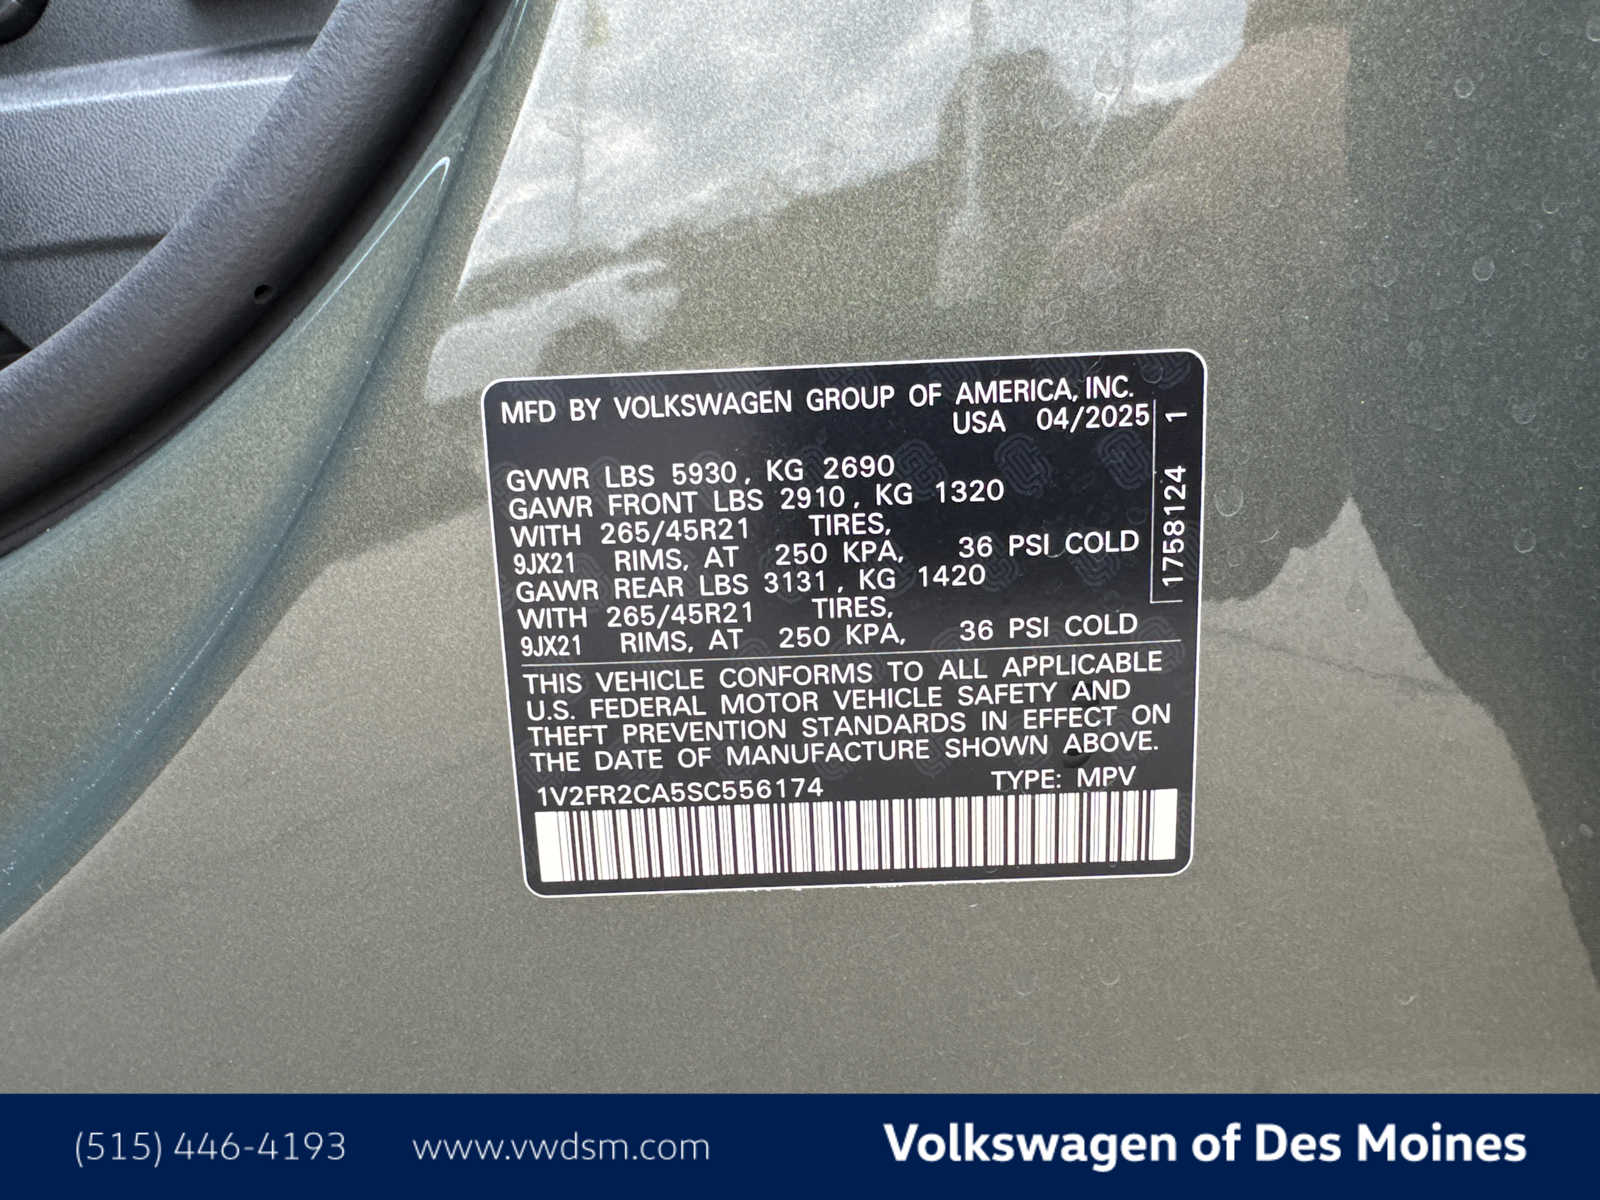 MFD BY VOLKSWAGEN GROUP OF AMERICA, INC.
USA 04/2025
GVWR LBS 5930, KG 2690
GAWR FRONT LBS 2910, KG 1320
WITH 265/45R21 TIRES,
9JX21 RIMS, AT 250 KPA, 36 PSI COLD
GAWR REAR LBS 3131, KG 1420
WITH 265/45R21 TIRES,
9JX21 RIMS, AT 250 KPA, 36 PSI COLD
1758124 1
THIS VEHICLE CONFORMS TO ALL APPLICABLE
U.S. FEDERAL MOTOR VEHICLE SAFETY AND
THEFT PREVENTION STANDARDS IN EFFECT ON
THE DATE OF MANUFACTURE SHOWN ABOVE.
1V2FR2CA5SC556174 TYPE: MPV
(515) 446-4193 www.vwdsm.com Volkswagen of Des Moines